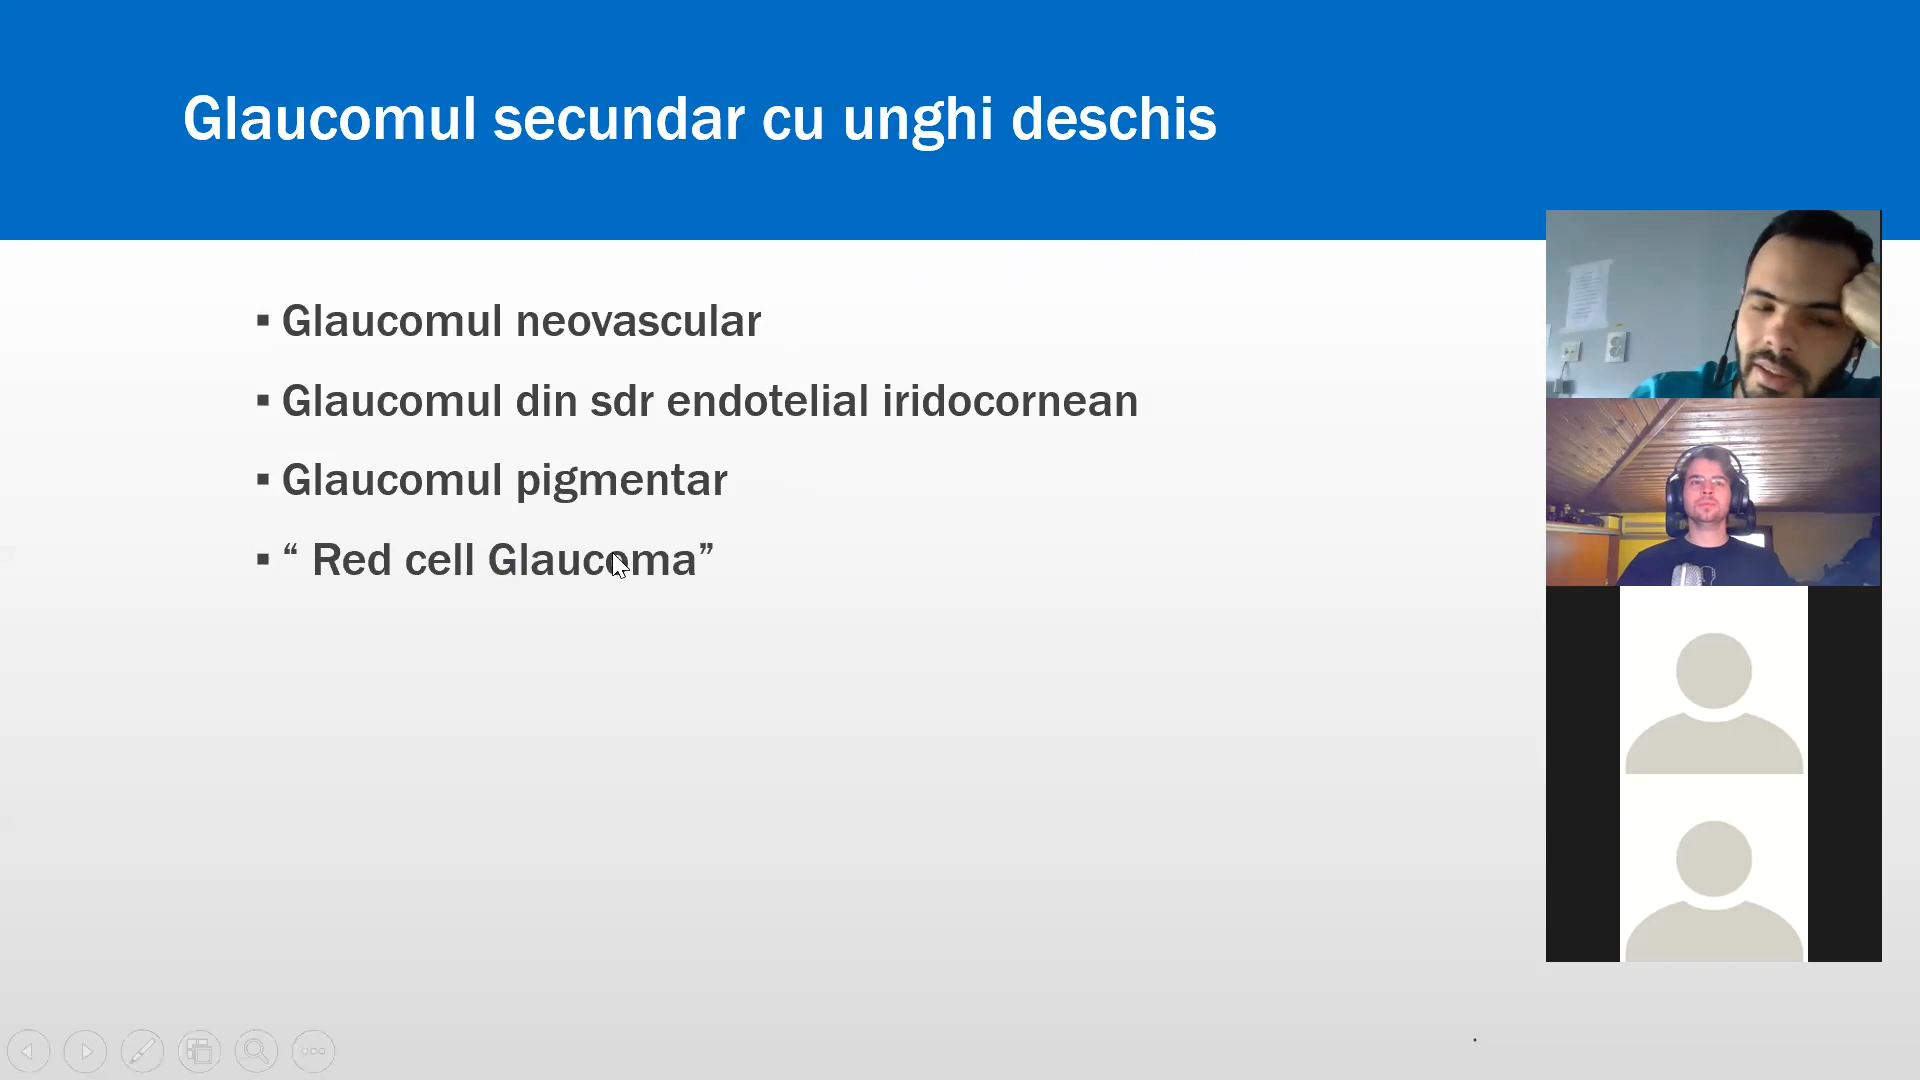 Glaucomul secundar cu unghi deschis
▪ Glaucomul neovascular
▪ Glaucomul din sdr endotelial iridocornean
▪ Glaucomul pigmentar
▪ “ Red cell Glaucoma”